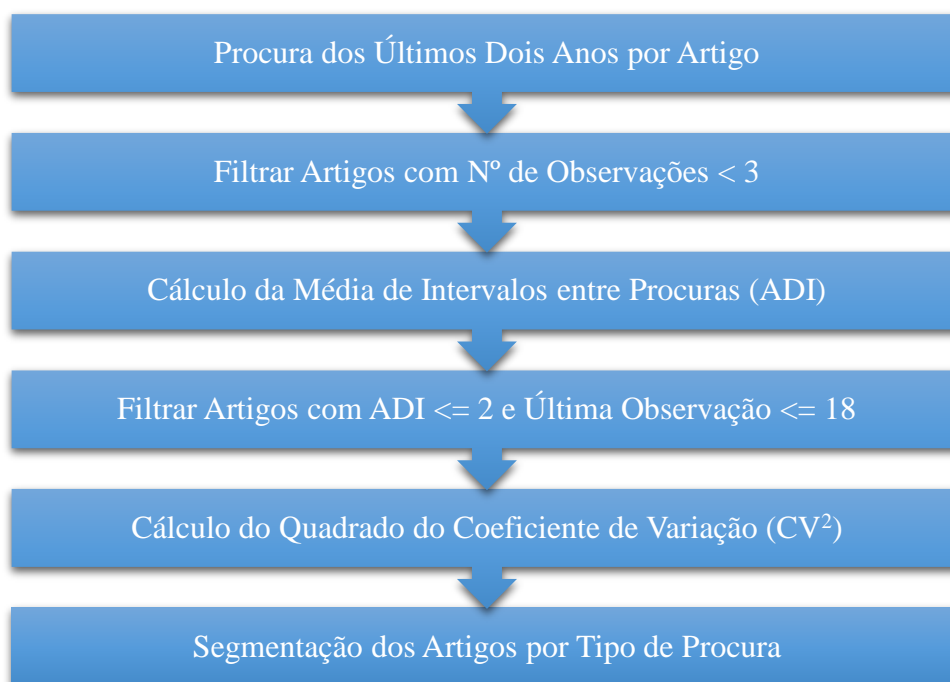 Procura dos Últimos Dois Anos por Artigo
Filtrar Artigos com Nº de Observações < 3
Cálculo da Média de Intervalos entre Procuras (ADI)
Filtrar Artigos com ADI <= 2 e Última Observação <= 18
Cálculo do Quadrado do Coeficiente de Variação (CV²)
Segmentação dos Artigos por Tipo de Procura